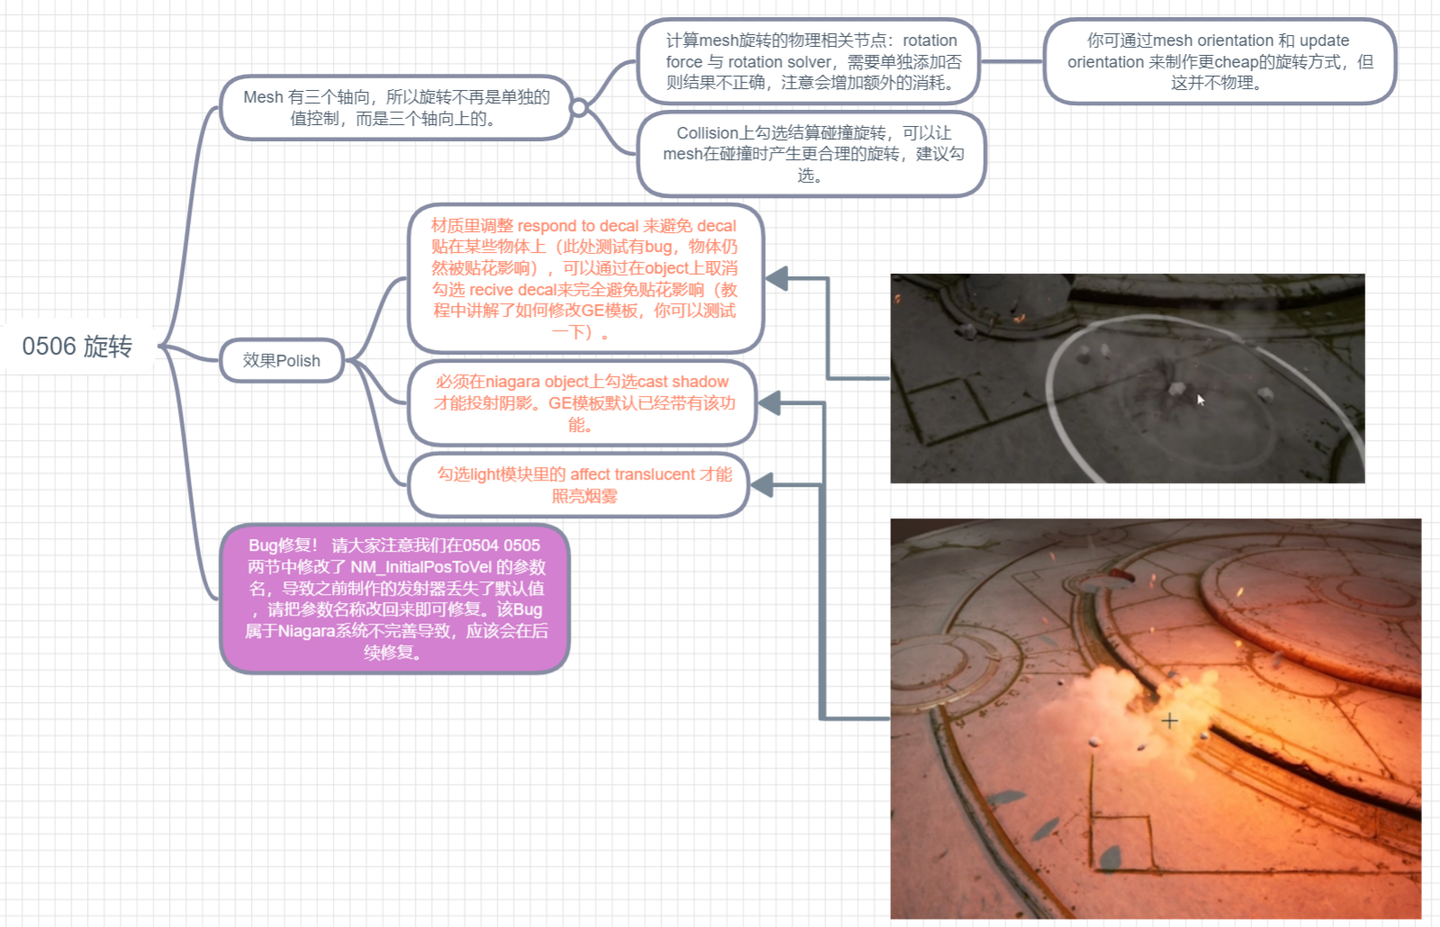 0506 旋转
Mesh 有三个轴向，所以旋转不再是单独的
值控制，而是三个轴向上的。
计算mesh旋转的物理相关节点：rotation
force 与 rotation solver，需要单独添加否
则结果不正确，注意会增加额外的消耗。
你可通过mesh orientation 和 update
orientation 来制作更cheap的旋转方式，但
这并不物理。
Collision上勾选结算碰撞旋转，可以让
mesh在碰撞时产生更合理的旋转，建议勾
选。
效果Polish
材质里调整 respond to decal 来避免 decal
贴在某些物体上（此处测试有bug，物体仍
然被贴花影响），可以通过在object上取消
勾选 recive decal来完全避免贴花影响（教
程中讲解了如何修改GE模板，你可以测试
一下）。
必须在niagara object上勾选cast shadow
才能投射阴影。GE模板默认已经带有该功
能。
勾选light模块里的 affect translucent 才能
照亮烟雾
Bug修复！ 请大家注意我们在0504 0505
两节中修改了 NM_InitialPosToVel 的参数
名，导致之前制作的发射器丢失了默认值
，请把参数名称改回来即可修复。该Bug
属于Niagara系统不完善导致，应该会在后
续修复。